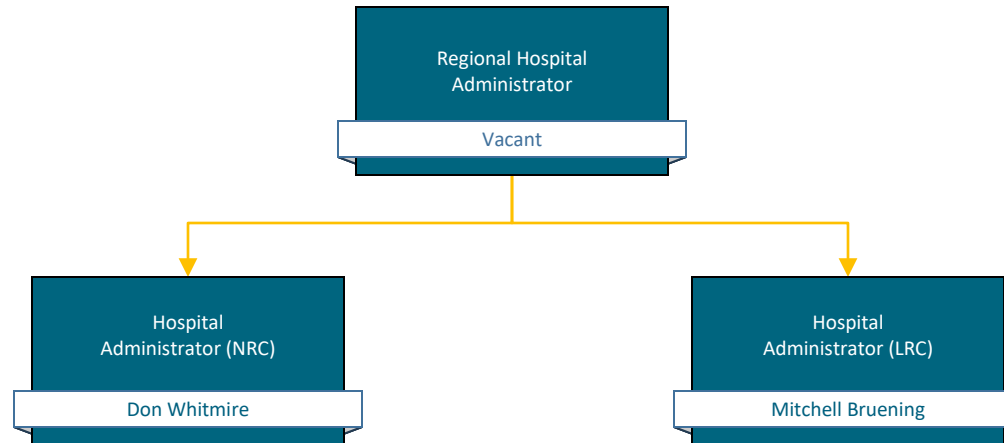 Regional Hospital
Administrator
Vacant
Hospital
Administrator (NRC)
Don Whitmire
Hospital
Administrator (LRC)
Mitchell Bruening